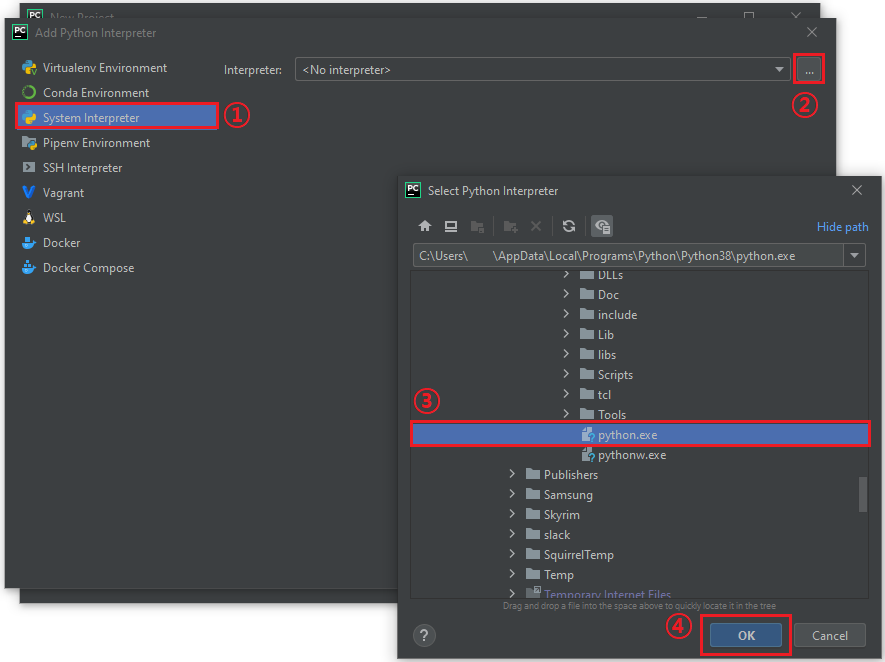 PC New Project
PC Add Python Interpreter
Virtualenv Environment
Interpreter: <No interpreter> ...
②
Conda Environment
System Interpreter ①
Pipenv Environment
SSH Interpreter
Vagrant
WSL
Docker
Docker Compose
PC Select Python Interpreter
Hide path
C:\Users\ \AppData\Local\Programs\Python\Python38\python.exe
DLLs
Doc
include
Lib
libs
Scripts
tcl
Tools
③
python.exe
pythonw.exe
Publishers
Samsung
Skyrim
slack
SquirrelTemp
Temp
Temporary Internet Files
Drag and drop a file into the space above to quickly locate it in the tree
? ④ OK Cancel